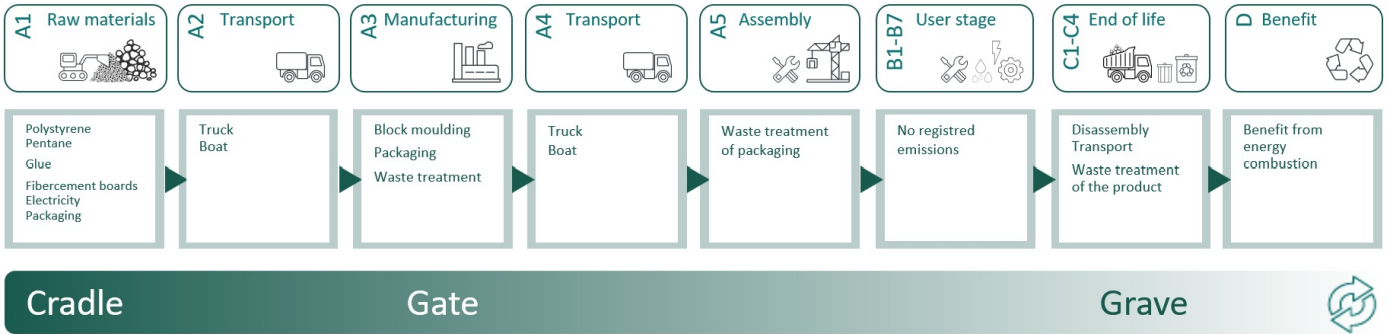 A1 Raw materials
A2 Transport
A3 Manufacturing
A4 Transport
A5 Assembly
B1-B7 User stage
C1-C4 End of life
D Benefit
Polystyrene
Pentane
Glue
Fibercement boards
Electricity
Packaging
Truck
Boat
Block moulding
Packaging
Waste treatment
Truck
Boat
Waste treatment
of packaging
No registred
emissions
Disassembly
Transport
Waste treatment
of the product
Benefit from
energy
combustion
Cradle
Gate
Grave